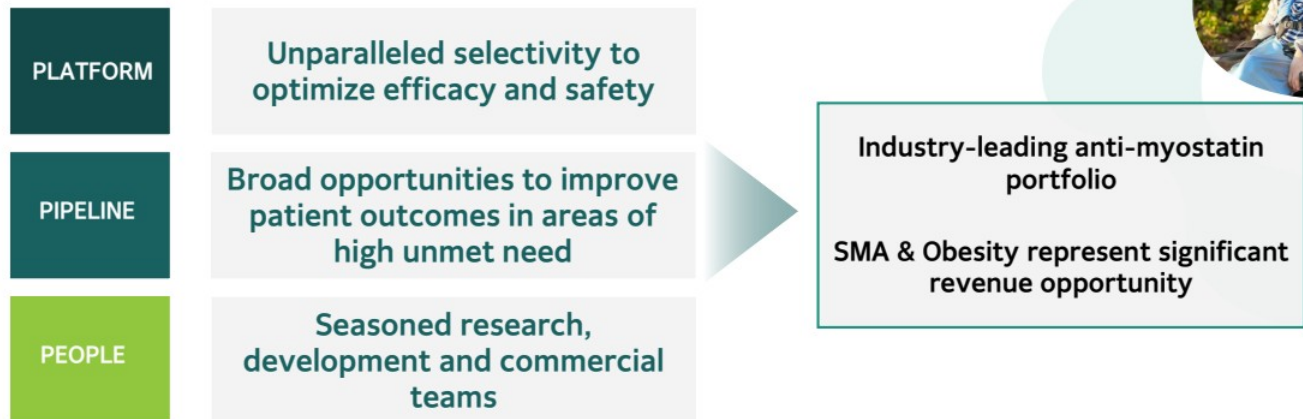 PLATFORM
Unparalleled selectivity to
optimize efficacy and safety
PIPELINE
Broad opportunities to improve
patient outcomes in areas of
high unmet need
PEOPLE
Seasoned research,
development and commercial
teams
Industry-leading anti-myostatin
portfolio
SMA & Obesity represent significant
revenue opportunity